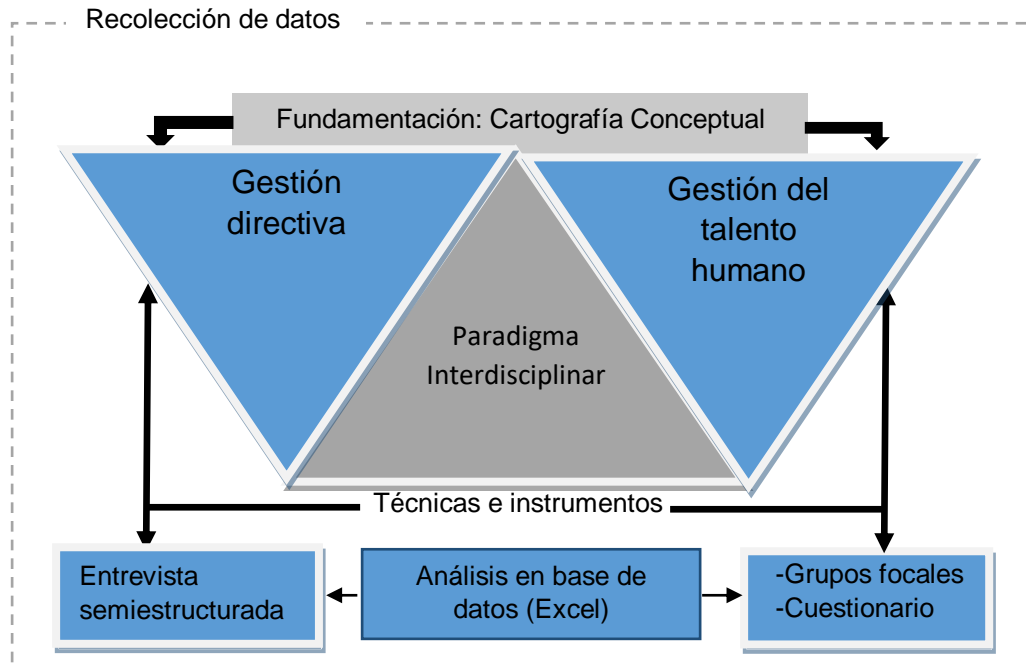 Recolección de datos
Fundamentación: Cartografía Conceptual
Gestión
directiva
Gestión del
talento
humano
Paradigma
Interdisciplinar
Técnicas e instrumentos
Entrevista
semiestructurada
Análisis en base de
datos (Excel)
-Grupos focales
-Cuestionario